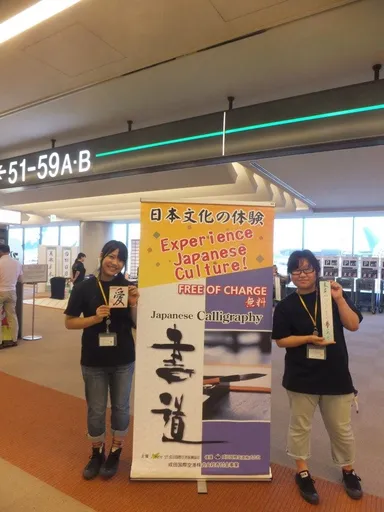 ←51-59A·B
日本文化の体験
Experience
Japanese
Culture!
FREE OF CHARGE
無料
Japanese Calligraphy
書道
愛